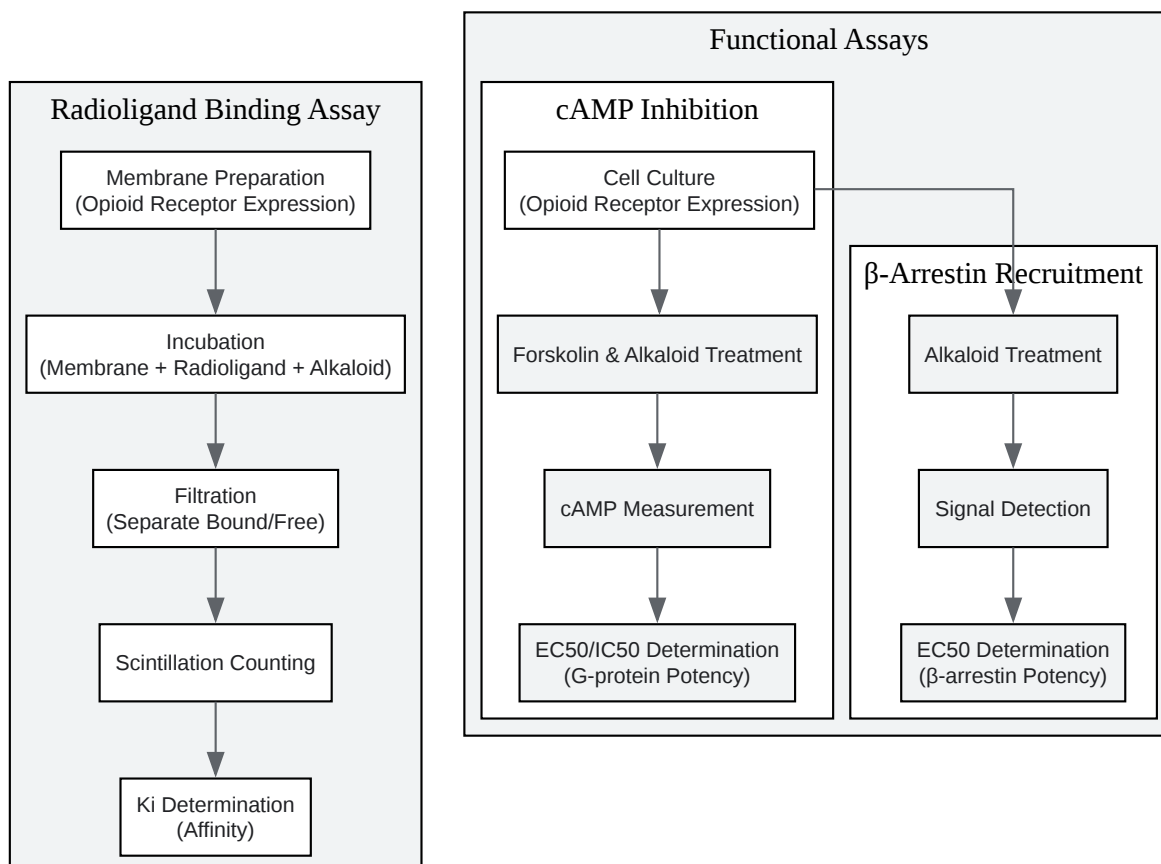 Radioligand Binding Assay
Membrane Preparation
(Opioid Receptor Expression)
Incubation
(Membrane + Radioligand + Alkaloid)
Filtration
(Separate Bound/Free)
Scintillation Counting
Ki Determination
(Affinity)
Functional Assays
cAMP Inhibition
Cell Culture
(Opioid Receptor Expression)
Forskolin & Alkaloid Treatment
cAMP Measurement
EC50/IC50 Determination
(G-protein Potency)
β-Arrestin Recruitment
Alkaloid Treatment
Signal Detection
EC50 Determination
(β-arrestin Potency)